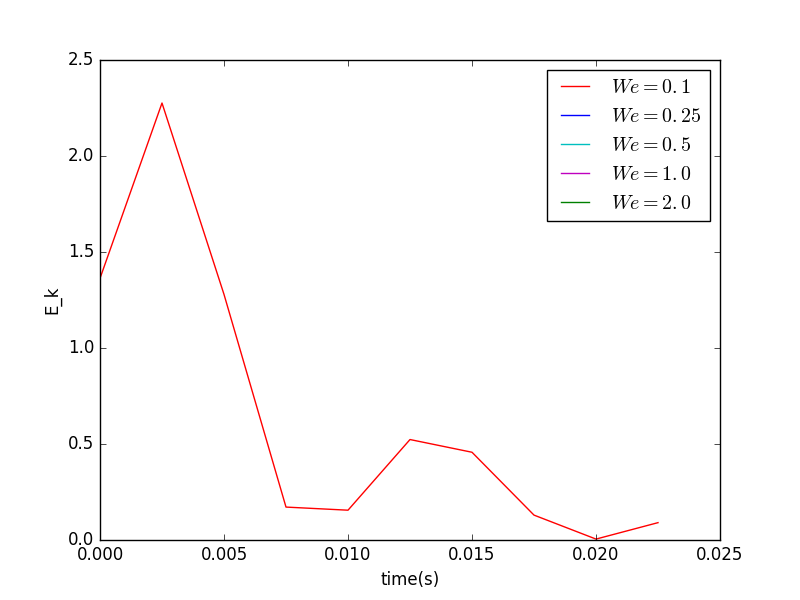 2.5
2.0
1.5
1.0
0.5
0.0
E_k
0.000 0.005 0.010 0.015 0.020 0.025
time(s)
We = 0.1
We = 0.25
We = 0.5
We = 1.0
We = 2.0